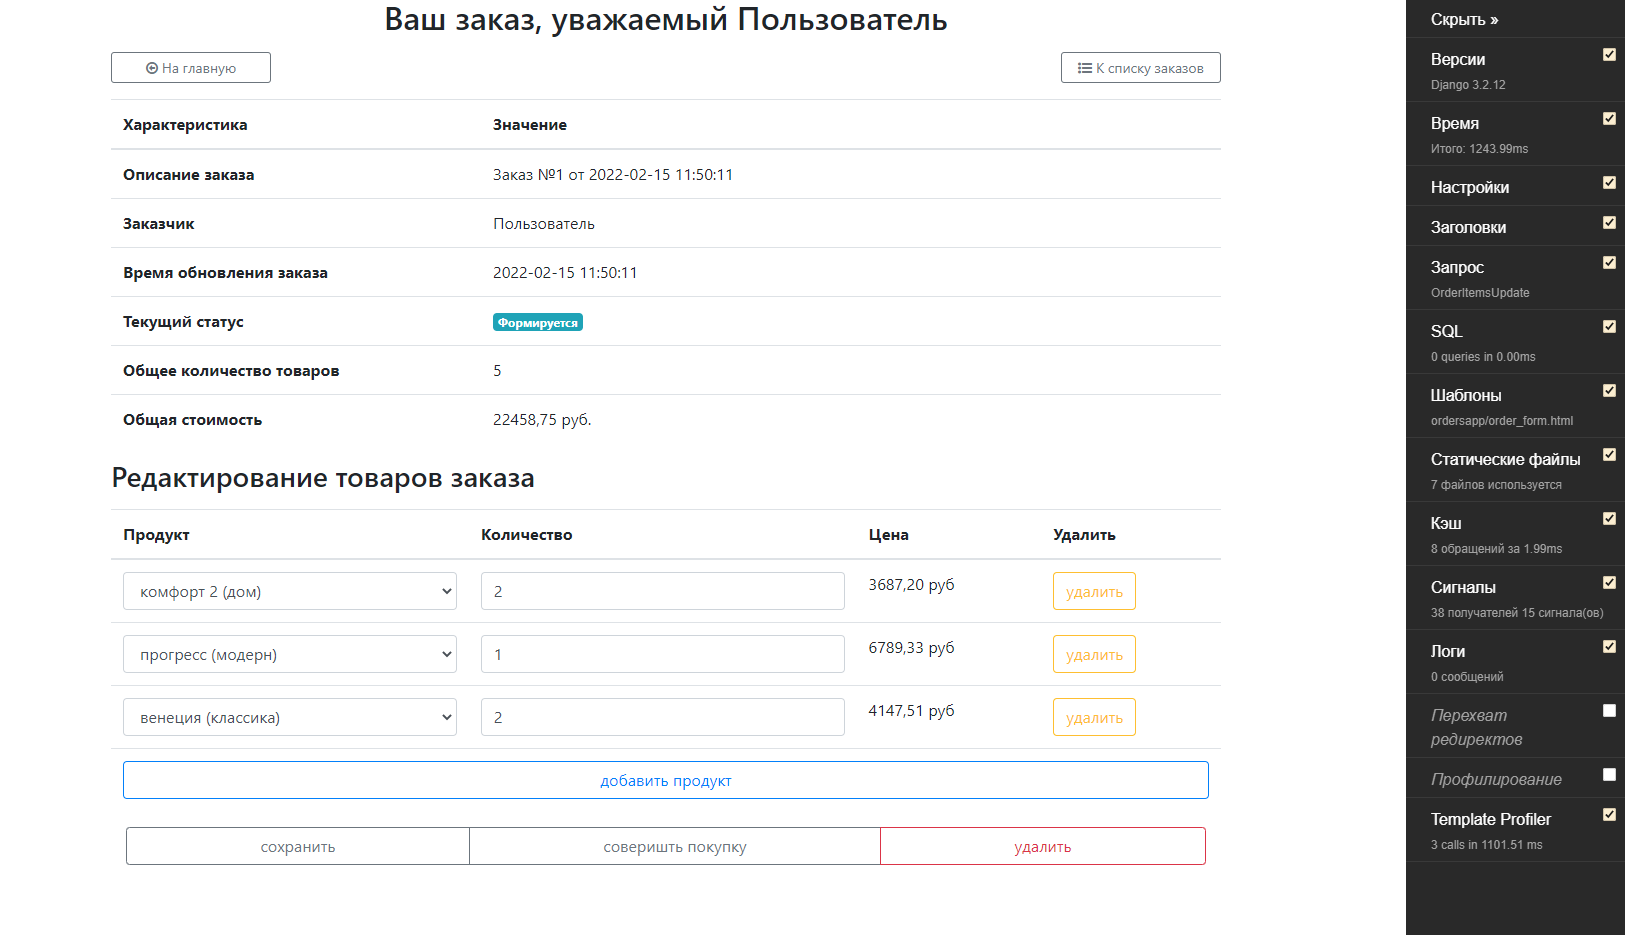 Ваш заказ, уважаемый Пользователь
На главную
К списку заказов
Характеристика Значение
Описание заказа Заказ №1 от 2022-02-15 11:50:11
Заказчик Пользователь
Время обновления заказа 2022-02-15 11:50:11
Текущий статус Формируется
Общее количество товаров 5
Общая стоимость 22458,75 руб.
Редактирование товаров заказа
Продукт Количество Цена Удалить
комфорт 2 (дом) 2 3687,20 руб удалить
прогресс (модерн) 1 6789,33 руб удалить
венеция (классика) 2 4147,51 руб удалить
добавить продукт
сохранить соверишть покупку удалить
Скрыть »
Версии
Django 3.2.12
Время
Итого: 1243.99ms
Настройки
Заголовки
Запрос
OrderItemsUpdate
SQL
0 queries in 0.00ms
Шаблоны
ordersapp/order_form.html
Статические файлы
7 файлов используется
Кэш
8 обращений за 1.99ms
Сигналы
38 получателей 15 сигнала(ов)
Логи
0 сообщений
Перехват
редиректов
Профилирование
Template Profiler
3 calls in 1101.51 ms